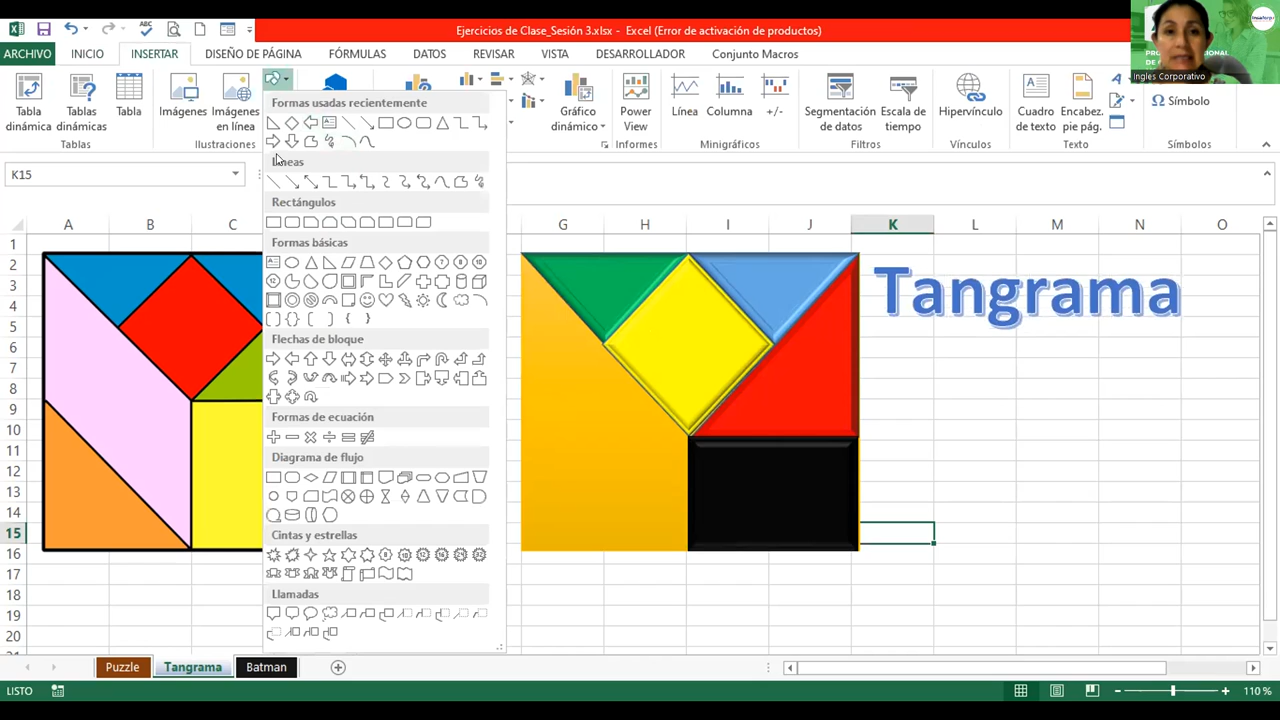 Ejercicios de Clase_Sesión 3.xlsx - Excel (Error de activación de productos)
ARCHIVO INICIO INSERTAR DISEÑO DE PÁGINA FÓRMULAS DATOS REVISAR VISTA DESARROLLADOR Conjunto Macros
Ingles Corporativo
Tabla dinámica
Tablas dinámicas
Tabla
Imágenes
Imágenes en línea
Gráfico dinámico
Power View
Línea
Columna
+/-
Segmentación de datos
Escala de tiempo
Hipervínculo
Cuadro de texto
Encabez. pie pág.
Símbolo
Tablas
Ilustraciones
Informes
Minigráficos
Filtros
Vínculos
Texto
K15
Formas usadas recientemente
Líneas
Rectángulos
Formas básicas
Flechas de bloque
Formas de ecuación
Diagrama de flujo
Cintas y estrellas
Llamadas
A B C G H I J K L M N O
1
2
3
4
5
6
7
8
9
10
11
12
13
14
15
16
17
18
19
20
Tangrama
Puzzle Tangrama Batman
LISTO
110 %